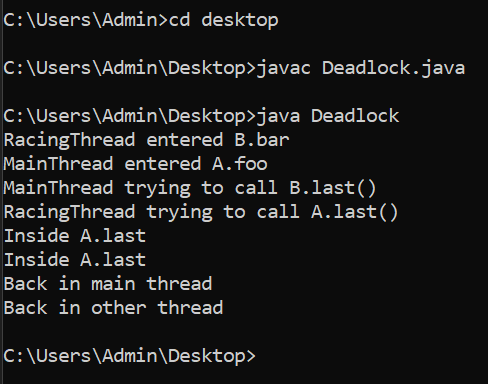 C:\Users\Admin>cd desktop
C:\Users\Admin\Desktop>javac Deadlock.java
C:\Users\Admin\Desktop>java Deadlock
RacingThread entered B.bar
MainThread entered A.foo
MainThread trying to call B.last()
RacingThread trying to call A.last()
Inside A.last
Inside A.last
Back in main thread
Back in other thread
C:\Users\Admin\Desktop>